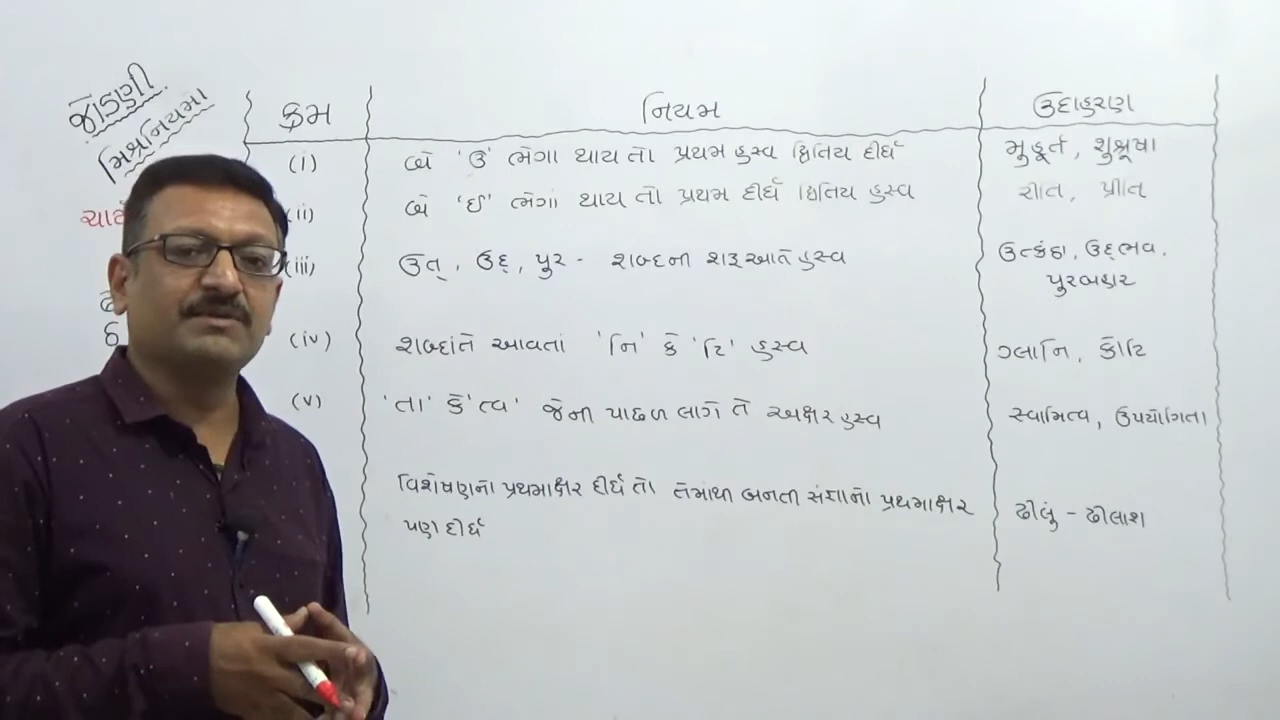 જોડણી
મિશ્રનિયમો
ક્રમ નિયમ ઉદાહરણ
(i) બે 'ઉ' ભેગા થાય તો પ્રથમ હ્રસ્વ દ્વિતિય દીર્ઘ મુહૂર્ત, શુશ્રૂષા
(ii) બે 'ઈ' ભેગાં થાય તો પ્રથમ દીર્ઘ દ્વિતિય હ્રસ્વ રીતિ, પ્રીતિ
(iii) ઉત્, ઉદ્, પુર - શબ્દની શરૂઆતે હ્રસ્વ ઉત્કંઠા, ઉદ્ભવ,
પુરબહાર
(iv) શબ્દાંતે આવતાં 'નિ' કે 'ટિ' હ્રસ્વ ગ્લાનિ, કોટિ
(v) 'તા' કે 'ત્વ' જેની પાછળ લાગે તે અક્ષર હ્રસ્વ સ્વામિત્વ, ઉપયોગિતા
વિશેષણનો પ્રથમાક્ષર દીર્ઘ તો તેમાંથી બનતી સંજ્ઞાનો પ્રથમાક્ષર
પણ દીર્ઘ ઢીલું - ઢીલાશ